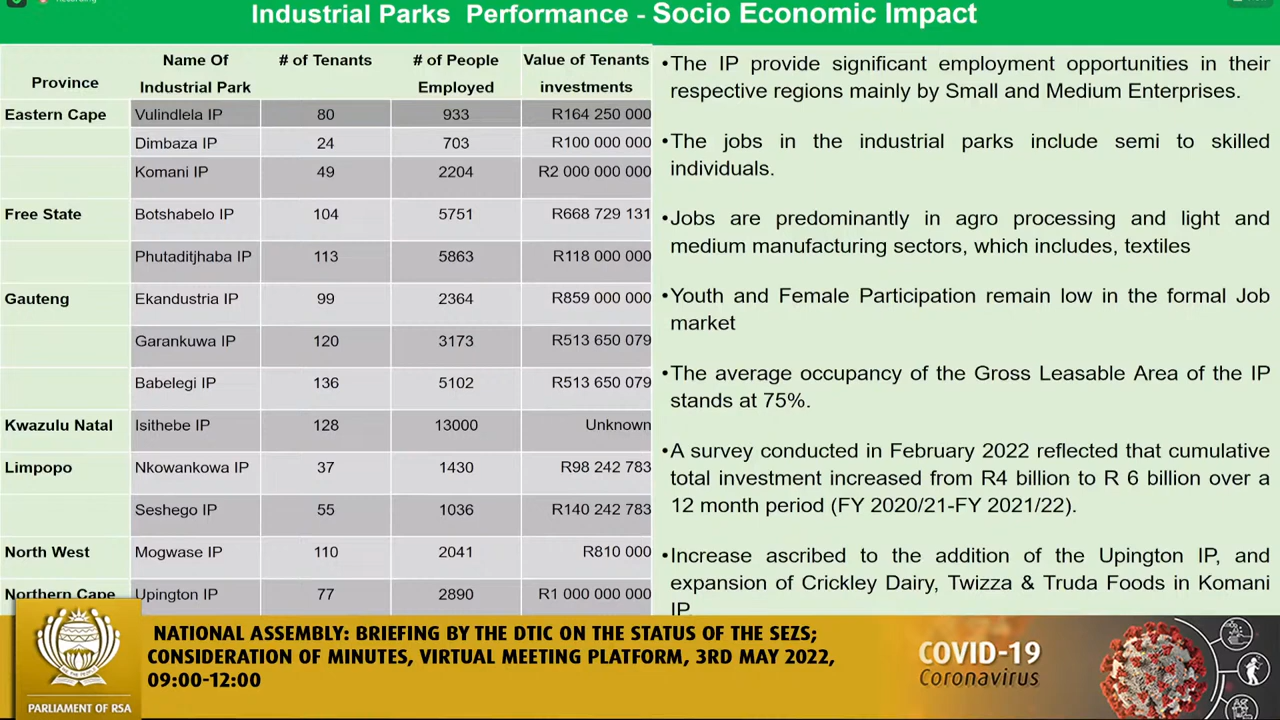 Industrial Parks Performance - Socio Economic Impact
Province
Name Of
Industrial Park
# of Tenants
# of People
Employed
Value of Tenants
investments
Eastern Cape Vulindlela IP 80 933 R164 250 000
Dimbaza IP 24 703 R100 000 000
Komani IP 49 2204 R2 000 000 000
Free State Botshabelo IP 104 5751 R668 729 131
Phutaditjhaba IP 113 5863 R118 000 000
Gauteng Ekandustria IP 99 2364 R859 000 000
Garankuwa IP 120 3173 R513 650 079
Babelegi IP 136 5102 R513 650 079
Kwazulu Natal Isithebe IP 128 13000 Unknown
Limpopo Nkowankowa IP 37 1430 R98 242 783
Seshego IP 55 1036 R140 242 783
North West Mogwase IP 110 2041 R810 000
Northern Cape Upington IP 77 2890 R1 000 000 000
•The IP provide significant employment opportunities in their
respective regions mainly by Small and Medium Enterprises.
•The jobs in the industrial parks include semi to skilled
individuals.
•Jobs are predominantly in agro processing and light and
medium manufacturing sectors, which includes, textiles
•Youth and Female Participation remain low in the formal Job
market
•The average occupancy of the Gross Leasable Area of the IP
stands at 75%.
•A survey conducted in February 2022 reflected that cumulative
total investment increased from R4 billion to R 6 billion over a
12 month period (FY 2020/21-FY 2021/22).
•Increase ascribed to the addition of the Upington IP, and
expansion of Crickley Dairy, Twizza & Truda Foods in Komani
IP
PARLIAMENT OF RSA
NATIONAL ASSEMBLY: BRIEFING BY THE DTIC ON THE STATUS OF THE SEZS;
CONSIDERATION OF MINUTES, VIRTUAL MEETING PLATFORM, 3RD MAY 2022,
09:00-12:00
COVID-19
Coronavirus